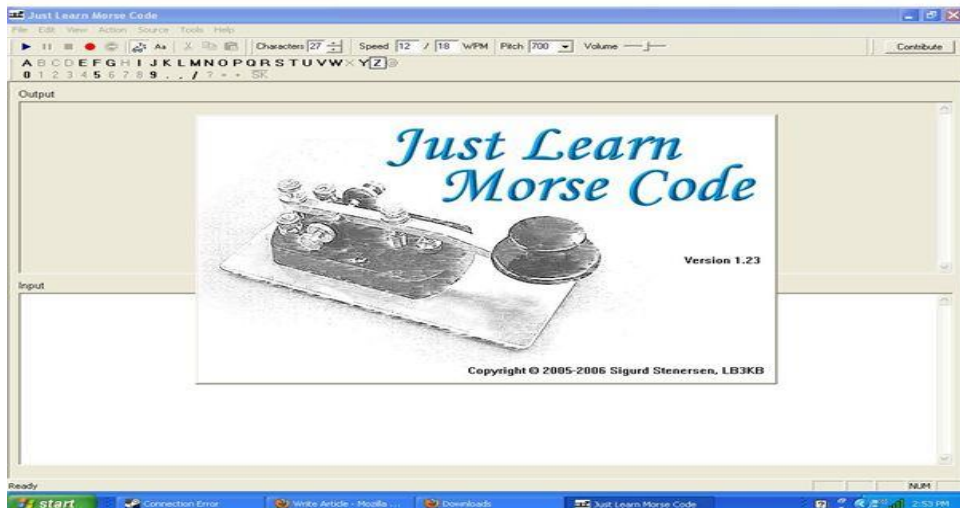 Just Learn Morse Code
File Edit View Action Source Tools Help
Aa Characters 27 Speed 12 / 18 WPM Pitch 700 Volume Contribute
A B C D E F G H I J K L M N O P Q R S T U V W X Y Z @
0 1 2 3 4 5 6 7 8 9 . , / ? SK
Output
Just Learn
Morse Code
Version 1.23
Input
Copyright © 2005-2006 Sigurd Stenersen, LB3KB
Ready NUM
start Connection Error Write Article - Mozilla ... Downloads Just Learn Morse Code 2:53 PM